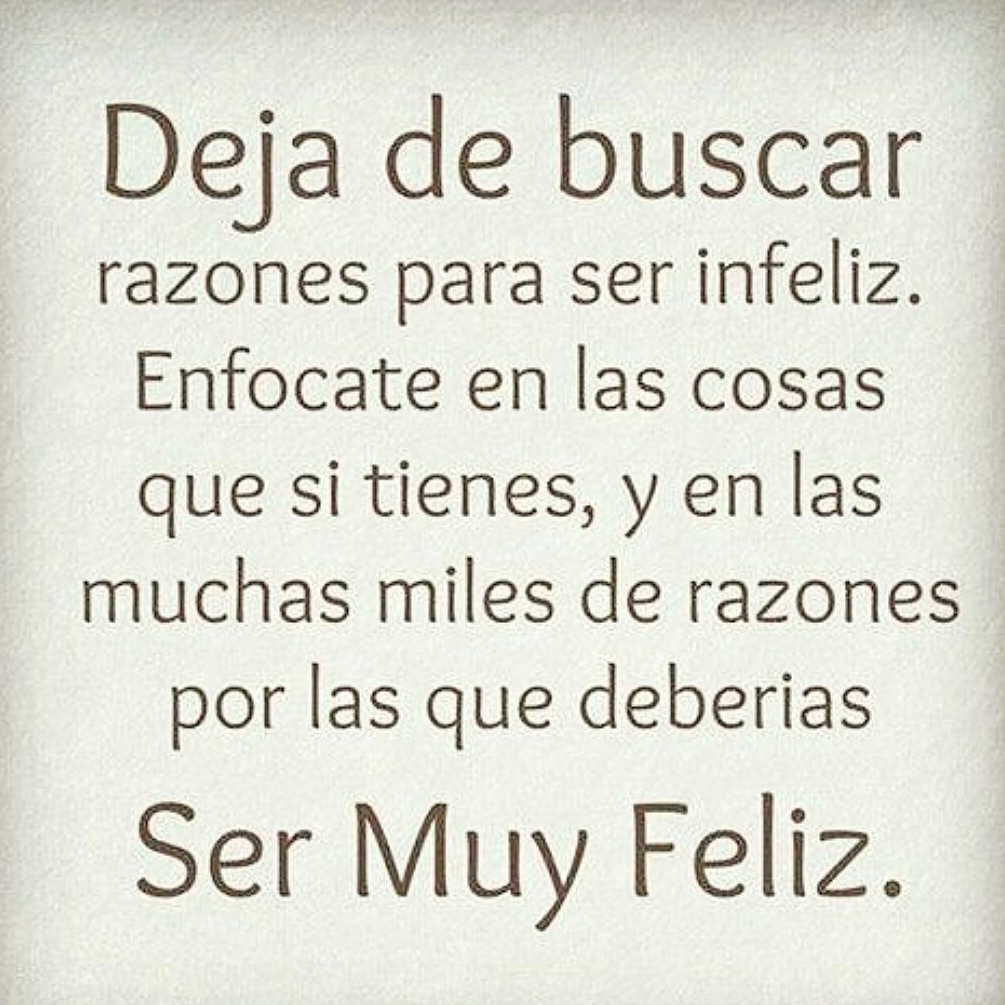 Deja de buscar
razones para ser infeliz.
Enfocate en las cosas
que si tienes, y en las
muchas miles de razones
por las que deberias
Ser Muy Feliz.